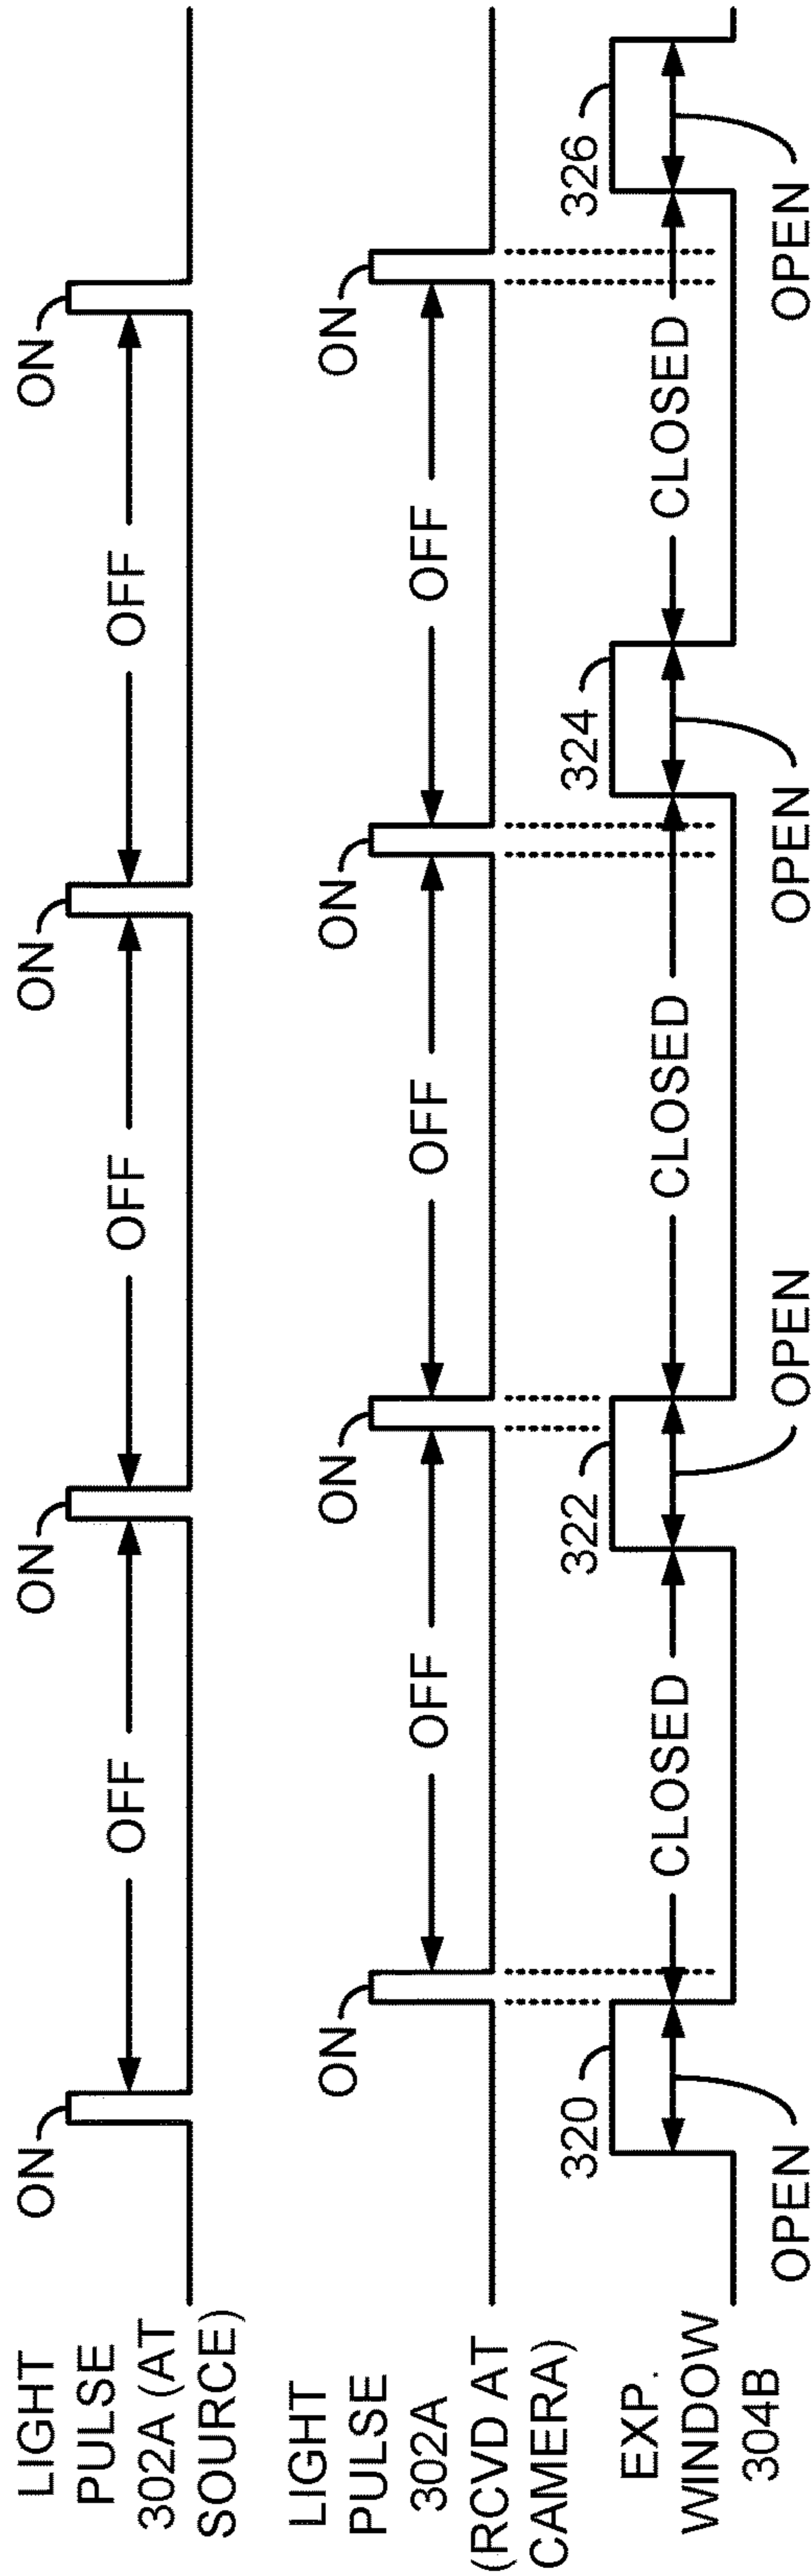 LIGHT
PULSE
302A (AT
SOURCE)
ON
OFF
ON
OFF
ON
OFF
ON
LIGHT
PULSE
302A
(RCVD AT
CAMERA)
ON
OFF
ON
OFF
ON
OFF
ON
EXP.
WINDOW
304B
320
OPEN
CLOSED
322
OPEN
CLOSED
324
OPEN
CLOSED
326
OPEN